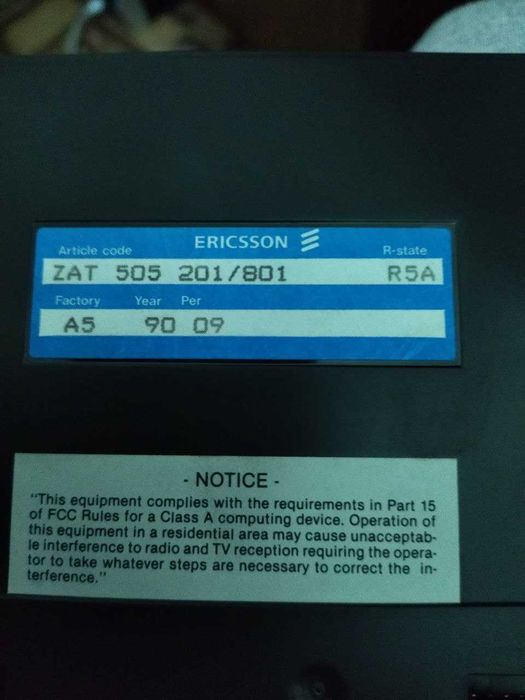 ERICSSON
Article code R-state
ZAT 505 201/801 R5A
Factory Year Per
A5 90 09
- NOTICE -
"This equipment complies with the requirements in Part 15
of FCC Rules for a Class A computing device. Operation of
this equipment in a residential area may cause unacceptab-
le interference to radio and TV reception requiring the opera-
tor to take whatever steps are necessary to correct the in-
terference."